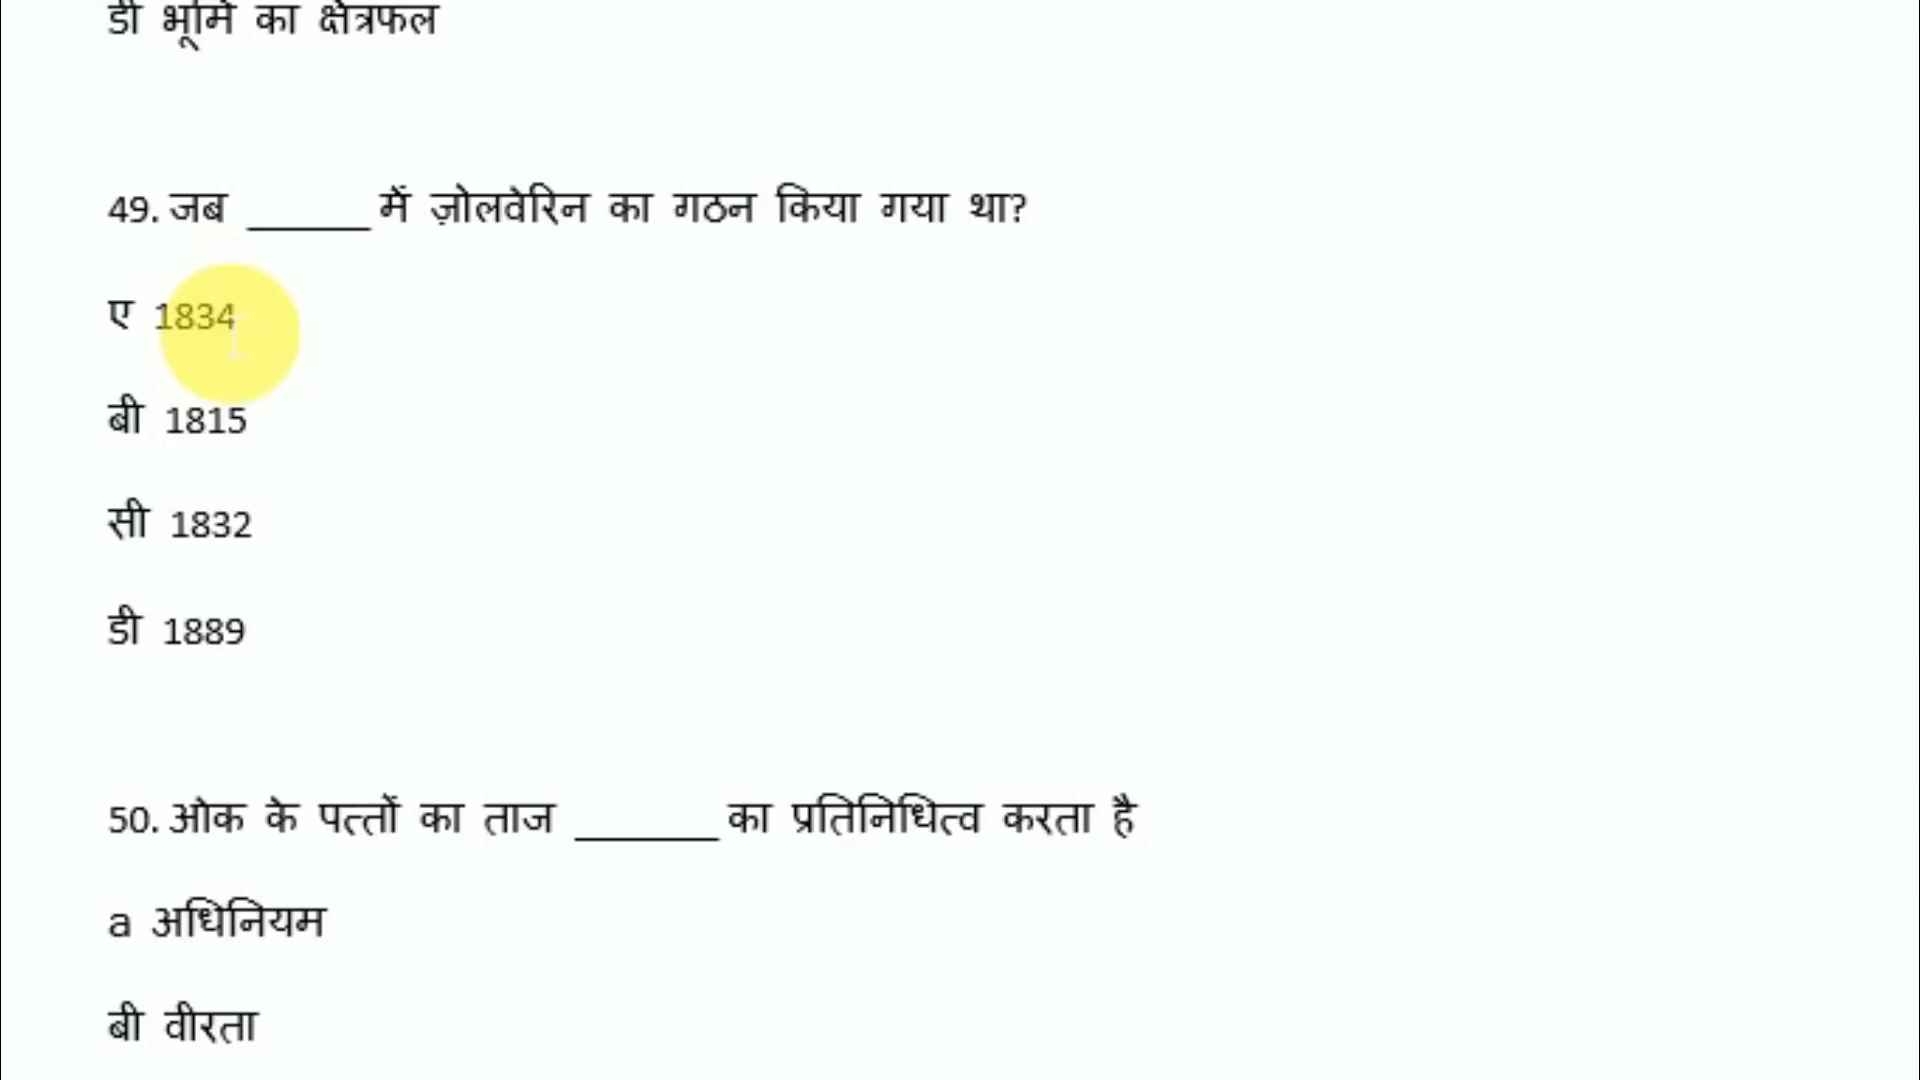 डी भूमि का क्षेत्रफल
49. जब ______ में ज़ोलवेरिन का गठन किया गया था?
ए 1834
बी 1815
सी 1832
डी 1889
50. ओक के पत्तों का ताज _______ का प्रतिनिधित्व करता है
a अधिनियम
बी वीरता